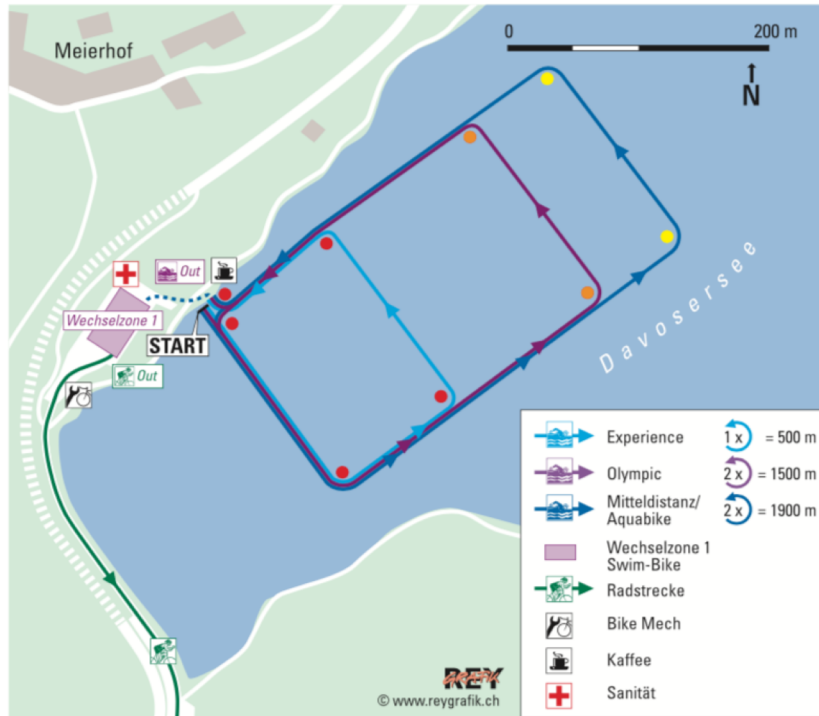 Meierhof
0 200 m
N
Out
Wechselzone 1
START
Out
Davosersee
Experience 1 x = 500 m
Olympic 2 x = 1500 m
Mitteldistanz/
Aquabike 2 x = 1900 m
Wechselzone 1
Swim-Bike
Radstrecke
Bike Mech
Kaffee
Sanität
REY
GRAFIK
© www.reygrafik.ch